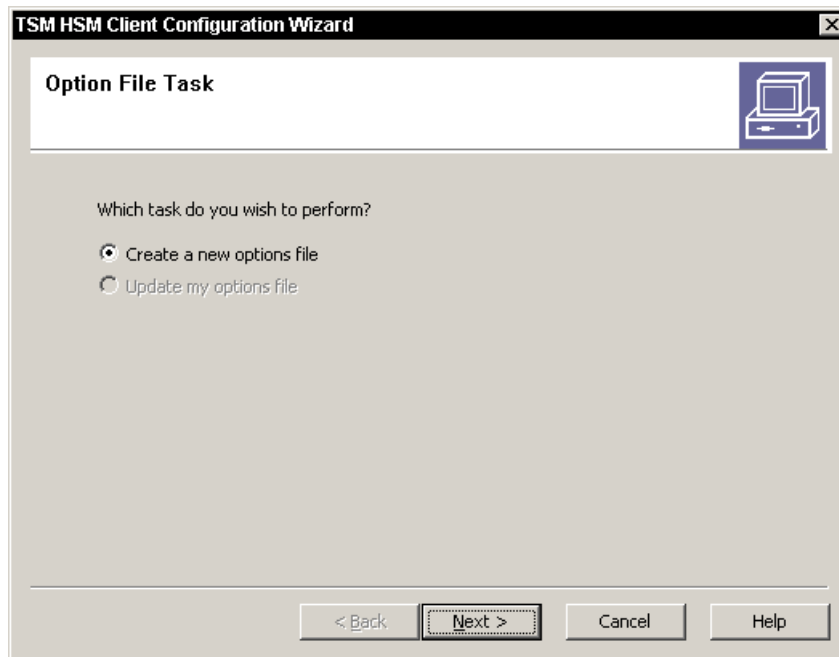 TSM HSM Client Configuration Wizard
Option File Task
Which task do you wish to perform?
Create a new options file
Update my options file
< Back Next > Cancel Help